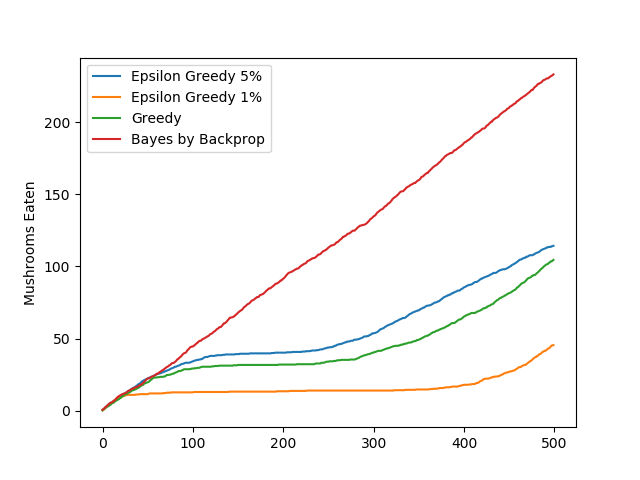 Epsilon Greedy 5%
Epsilon Greedy 1%
Greedy
Bayes by Backprop
Mushrooms Eaten
200
150
100
50
0
0 100 200 300 400 500